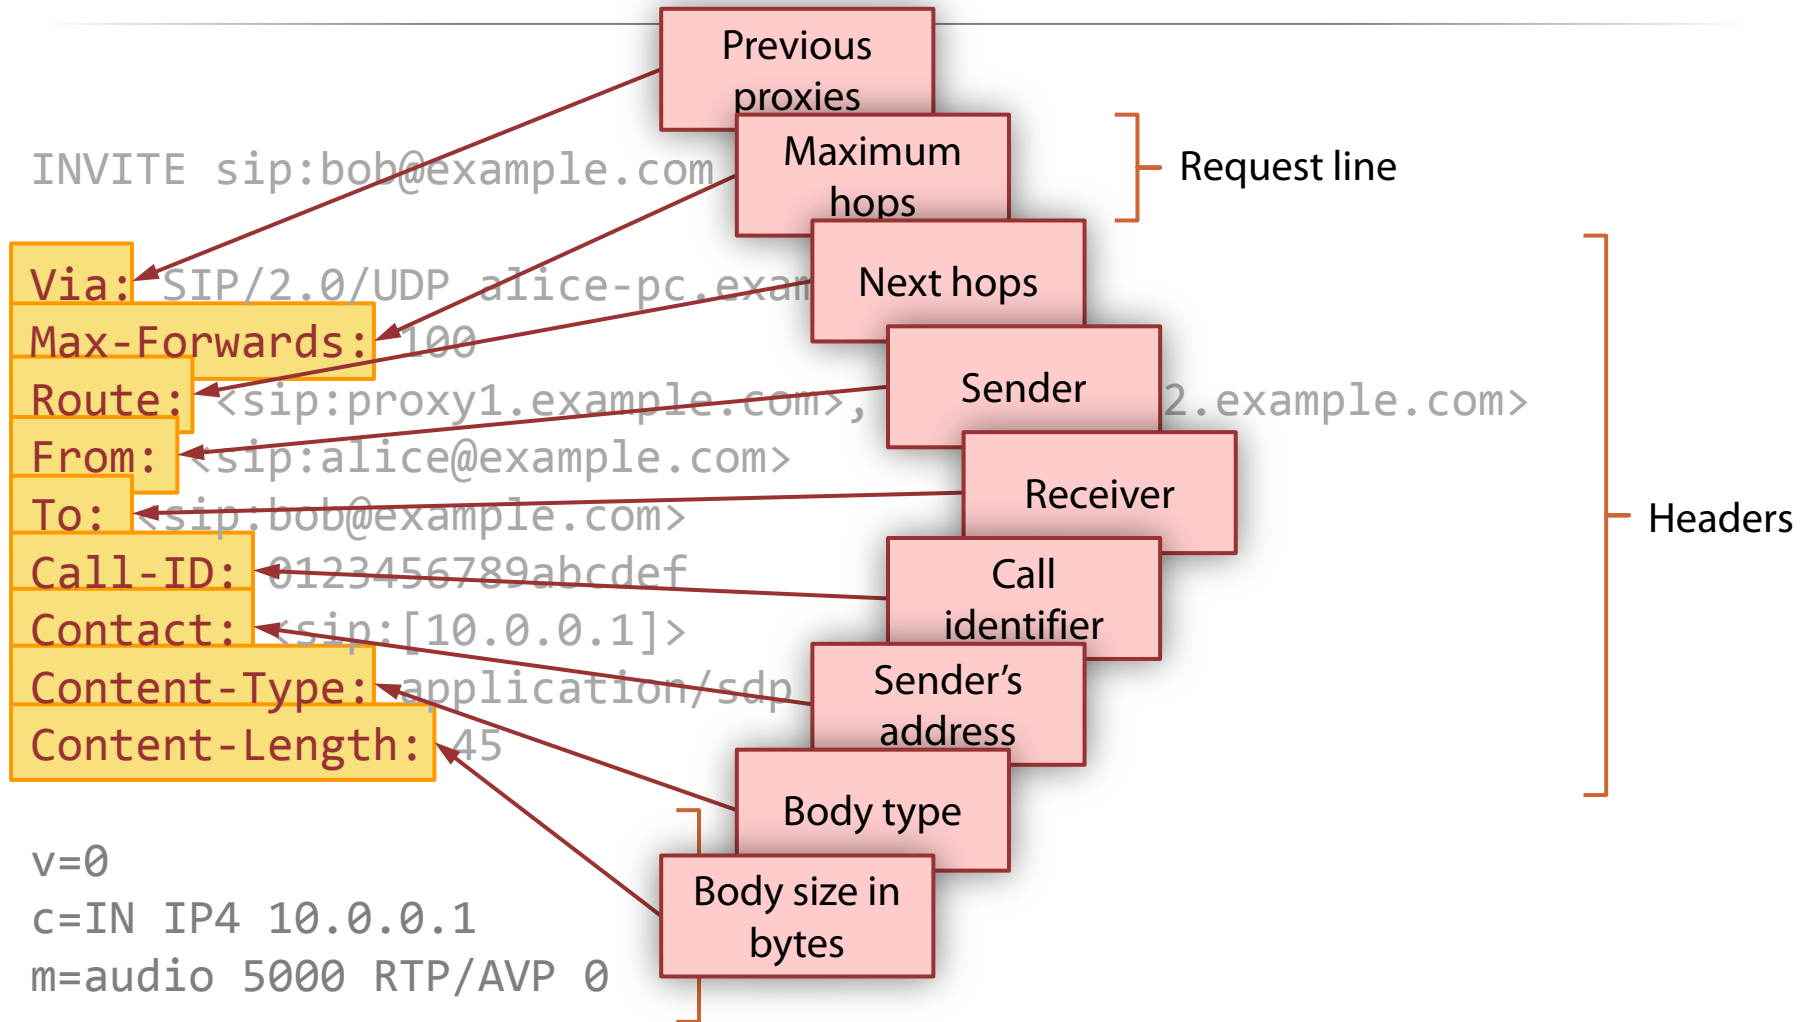 Previous
proxies
Maximum
hops
INVITE sip:bob@example.com
Request line
Via: SIP/2.0/UDP alice-pc.exam
Next hops
Max-Forwards: 100
Route: <sip:proxy1.example.com>,
Sender
2.example.com>
From: <sip:alice@example.com>
Receiver
To: <sip:bob@example.com>
Headers
Call-ID: 0123456789abcdef
Call
identifier
Contact: <sip:[10.0.0.1]>
Content-Type: application/sdp
Sender’s
address
Content-Length: 45
Body type
v=0
Body size in
bytes
c=IN IP4 10.0.0.1
m=audio 5000 RTP/AVP 0